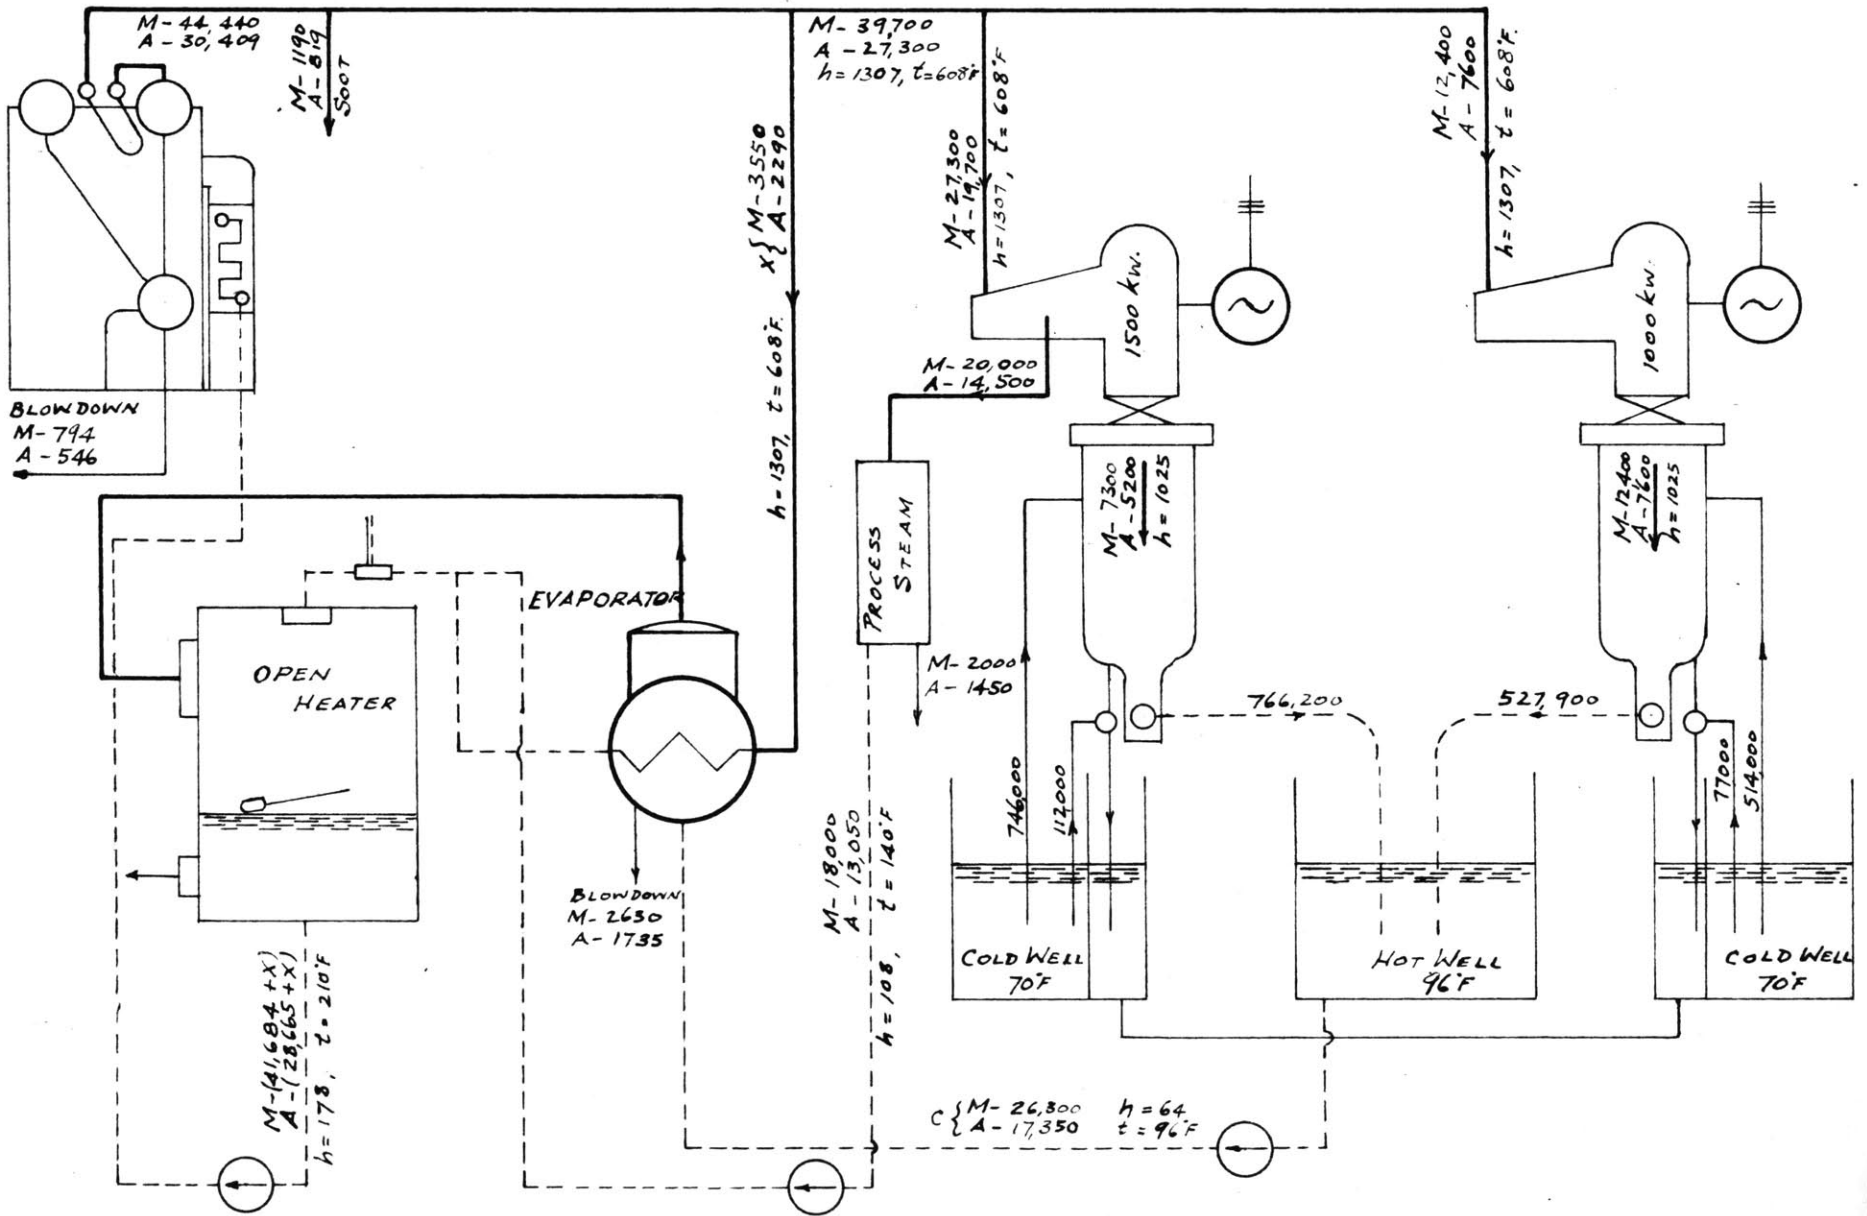 M- 44,440
A - 30,409
M- 1190
A - 819
SOOT
M - 39,700
A - 27,300
h = 1307, t=608°F
X { M- 3550
A - 2290
h = 1307, t = 608°F.
M- 27,300
A - 19,700
h = 1307, t = 608°F
M- 12,400
A - 7600
h = 1307, t = 608°F.
1500 KW.
1000 KW.
M- 20,000
A - 14,500
BLOWDOWN
M- 794
A - 546
M- 7300
A - 5200
h = 1025
M- 12400
A - 7600
h = 1025
PROCESS
STEAM
EVAPORATOR
OPEN
HEATER
M- 2000
A - 1450
766,200
527,900
746,000
112000
77000
514,000
M- 18,000
A - 13,050
h = 108, t = 140°F
BLOWDOWN
M- 2630
A - 1735
COLD WELL
70°F
HOT WELL
96°F
COLD WELL
70°F
M- (41,684 + X)
A - (28,665 + X)
h = 178, t = 210°F
C { M- 26,300 h = 64
A - 17,350 t = 96°F